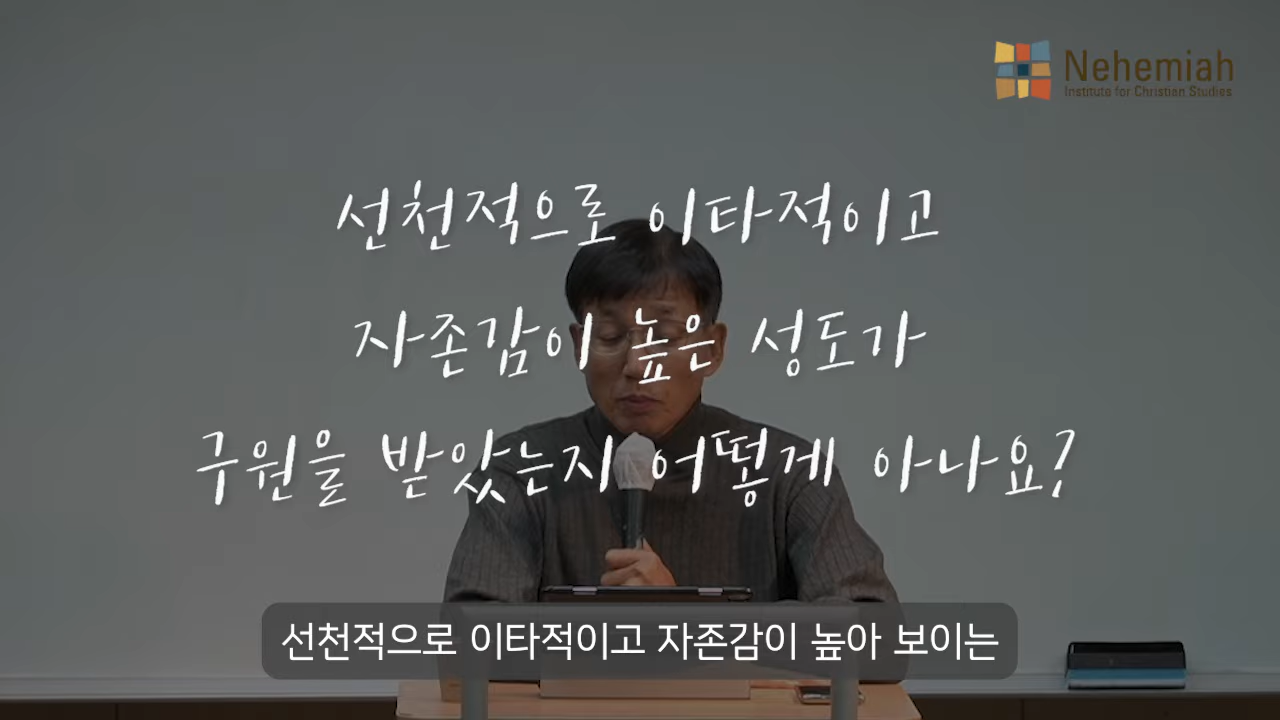 Nehemiah
Institute for Christian Studies
선천적으로 이타적이고
자존감이 높은 성도가
구원을 받았는지 어떻게 아나요?
선천적으로 이타적이고 자존감이 높아 보이는